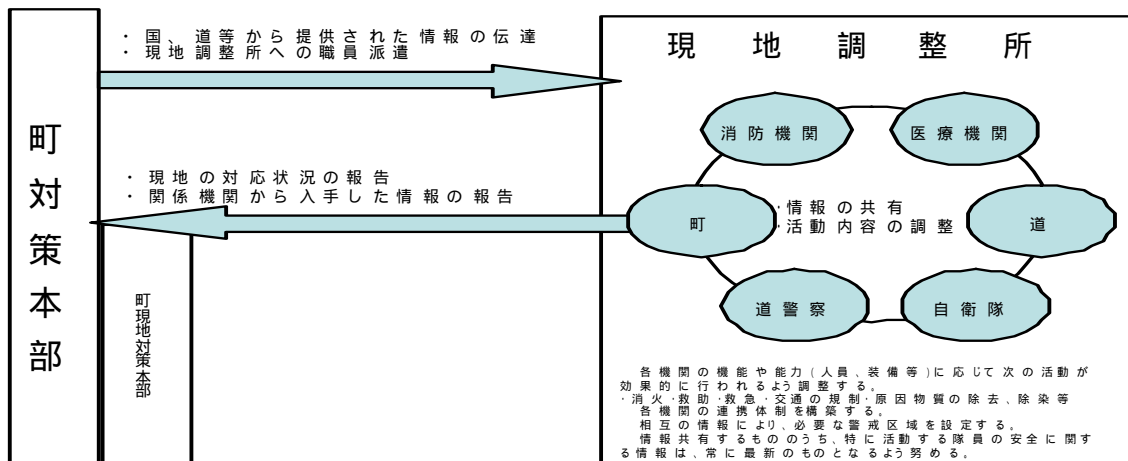 ・国、道等から提供された情報の伝達
・現地調整所への職員派遣
現地調整所
町対策本部
消防機関
医療機関
・現地の対応状況の報告
・関係機関から入手した情報の報告
町
・情報の共有
・活動内容の調整
道
町現地対策本部
道警察
自衛隊
各機関の機能や能力(人員、装備等)に応じて次の活動が
効果的に行われるよう調整する。
・消火・救助・救急・交通の規制・原因物質の除去、除染等
各機関の連携体制を構築する。
相互の情報により、必要な警戒区域を設定する。
情報共有するもののうち、特に活動する隊員の安全に関す
る情報は、常に最新のものとなるよう努める。